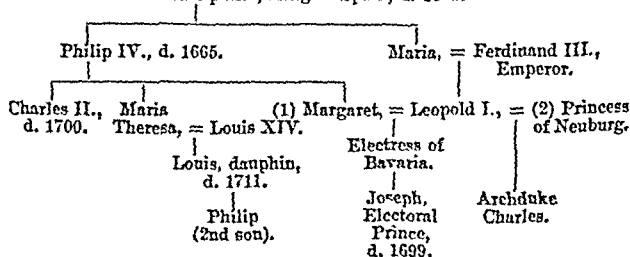 Philip IV., d. 1665. Maria, = Ferdinand III.,
Emperor.
Charles II., Maria (1) Margaret, = Leopold I., = (2) Princess
d. 1700. Theresa, = Louis XIV. of Neuburg.
Electress of
Bavaria.
Louis, dauphin,
d. 1711.
Joseph, Archduke
Electoral Charles.
Prince,
d. 1699.
Philip
(2nd son).